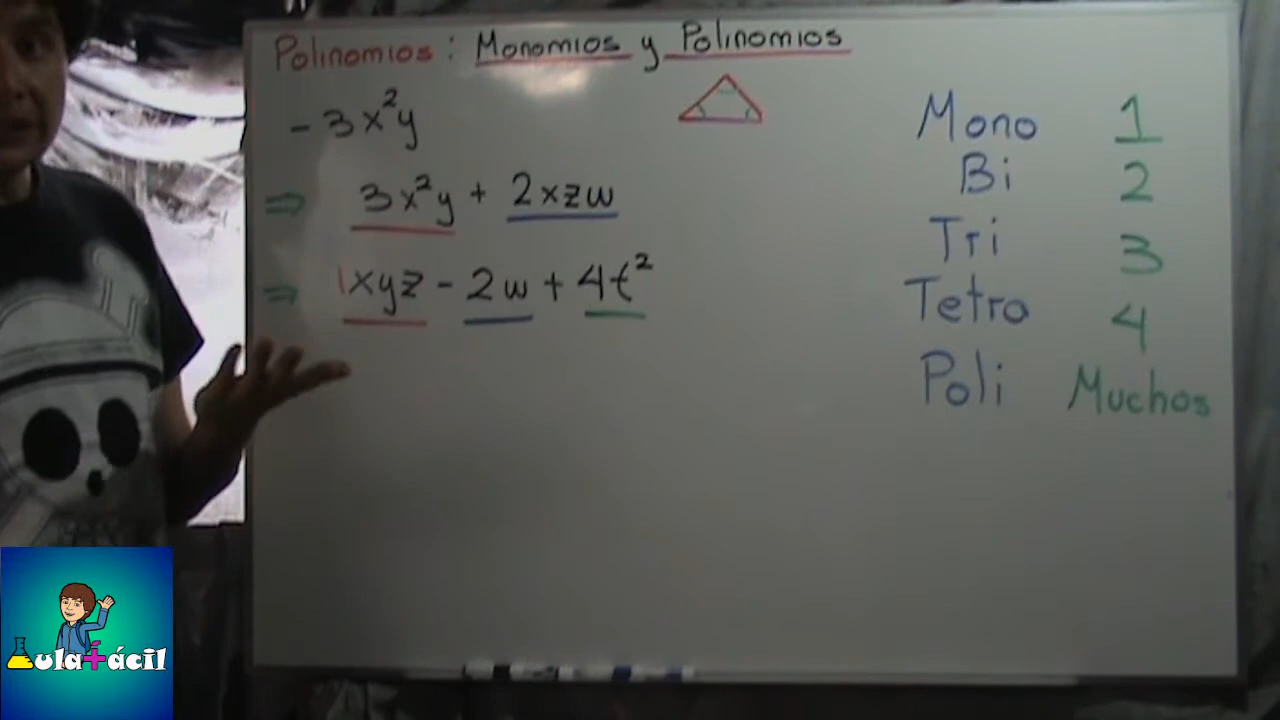 Polinomios : Monomios y Polinomios
- 3x²y
⇒ 3x²y + 2xzw
⇒ 1xyz - 2w + 4t²
Mono 1
Bi 2
Tri 3
Tetra 4
Poli Muchos
Aula+ácil